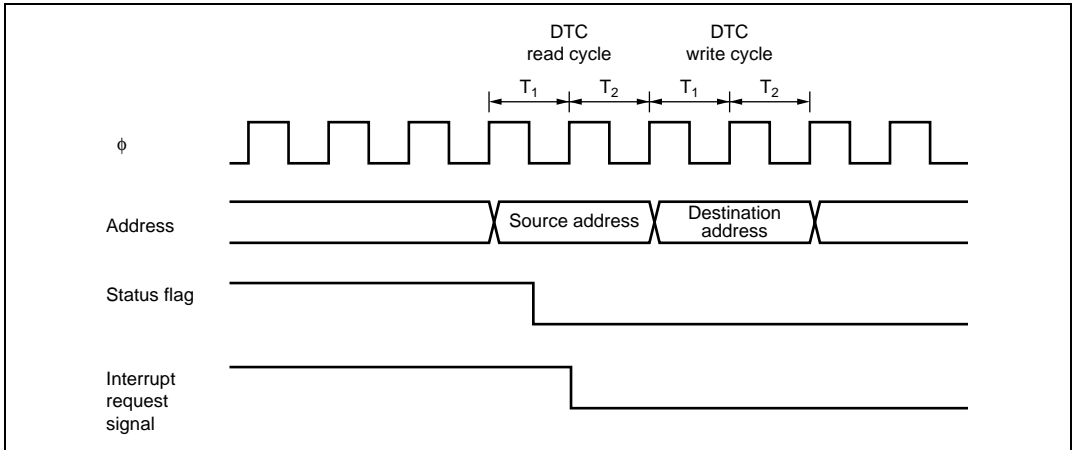 DTC DTC
read cycle write cycle
T1 T2 T1 T2
ϕ
Address
Source address
Destination
address
Status flag
Interrupt
request
signal